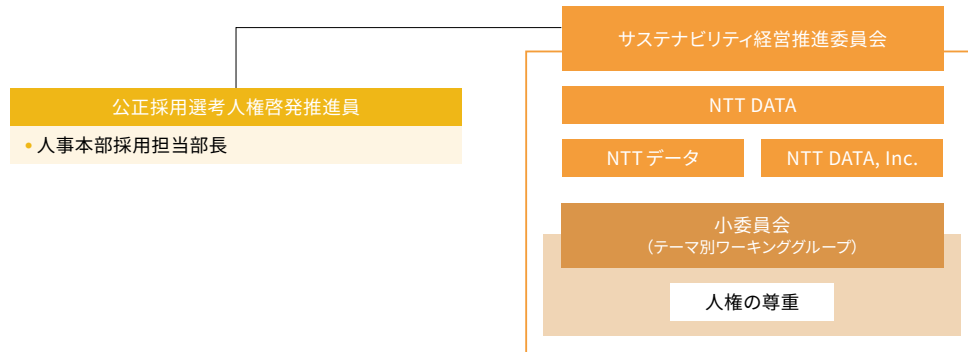 サステナビリティ経営推進委員会
公正採用選考人権啓発推進員
• 人事本部採用担当部長
NTT DATA
NTTデータ
NTT DATA, Inc.
小委員会
（テーマ別ワーキンググループ）
人権の尊重